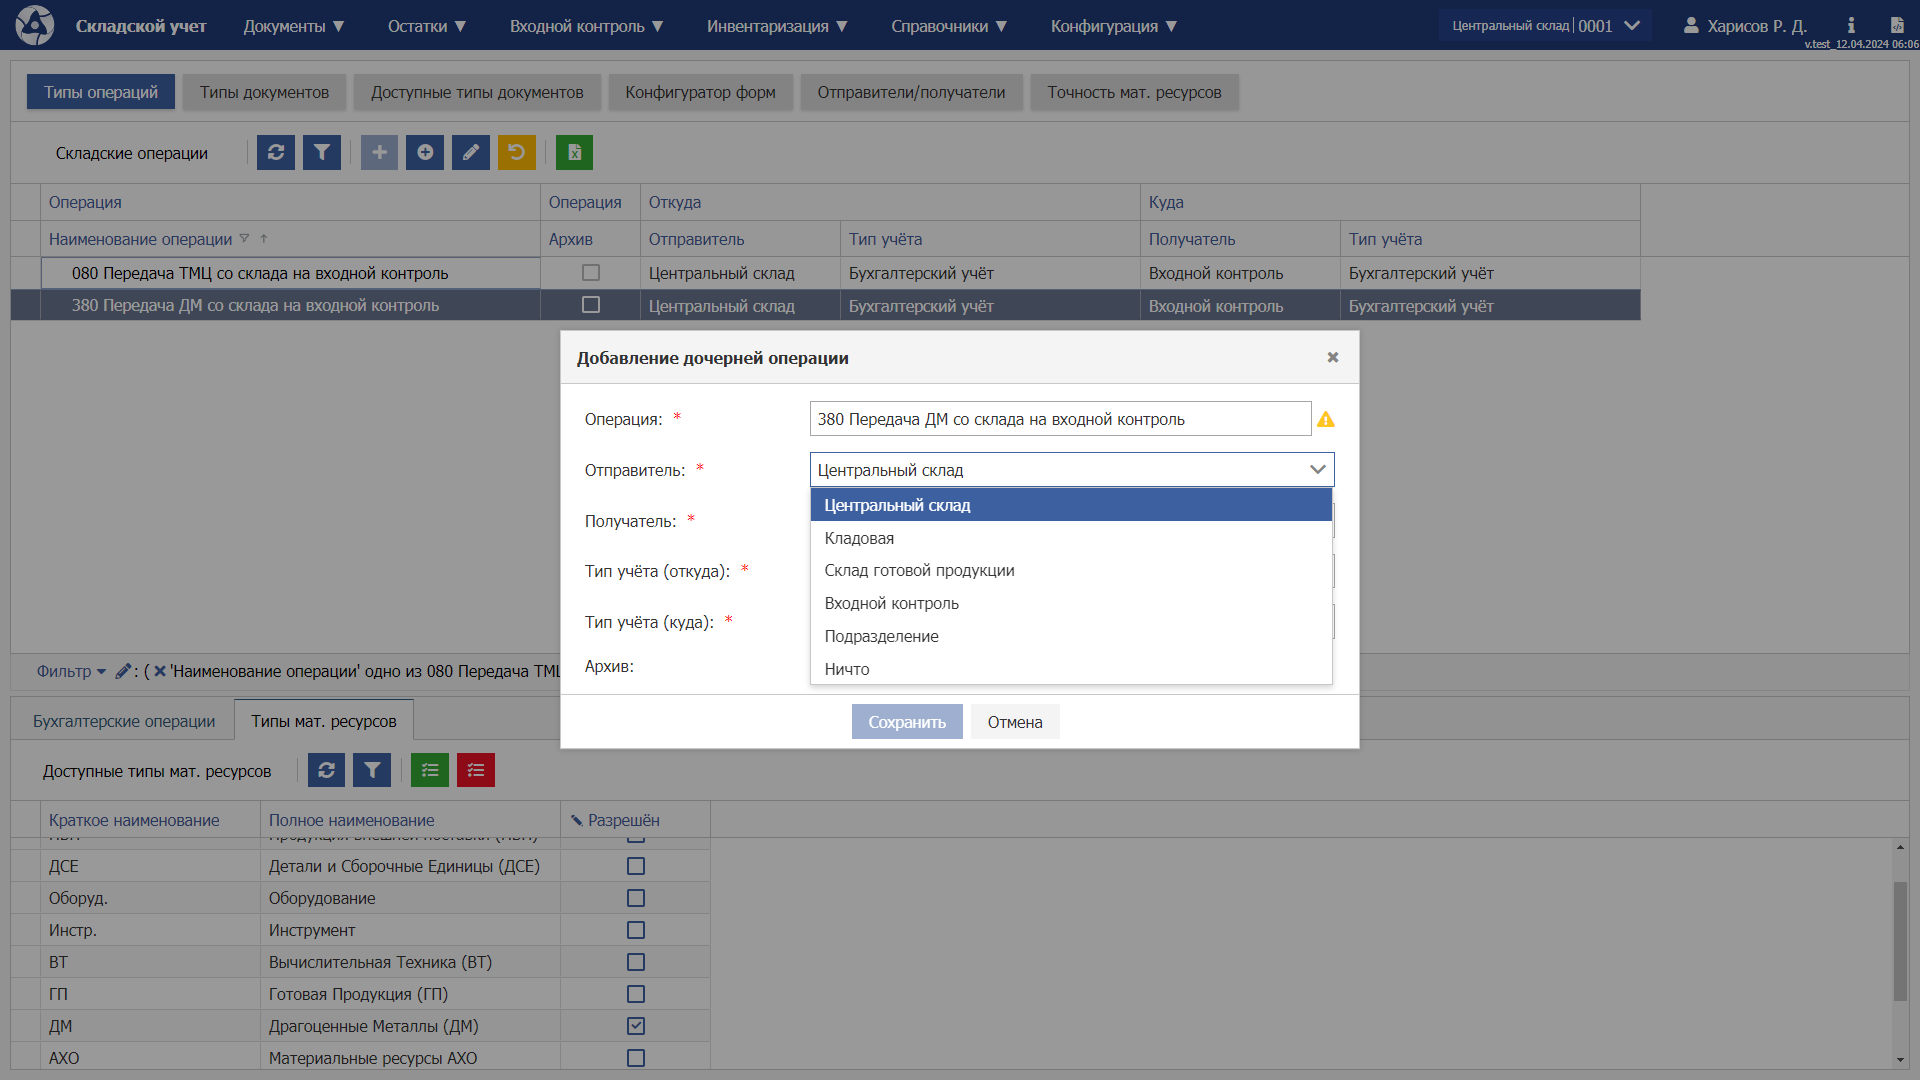 Складской учет
Документы ▼
Остатки ▼
Входной контроль ▼
Инвентаризация ▼
Справочники ▼
Конфигурация ▼
Центральный склад | 0001
Харисов Р. Д.
v.test_12.04.2024 06:06
Типы операций
Типы документов
Доступные типы документов
Конфигуратор форм
Отправители/получатели
Точность мат. ресурсов
Складские операции
Операция Операция Откуда Куда
Наименование операции Архив Отправитель Тип учёта Получатель Тип учёта
080 Передача ТМЦ со склада на входной контроль Центральный склад Бухгалтерский учёт Входной контроль Бухгалтерский учёт
380 Передача ДМ со склада на входной контроль Центральный склад Бухгалтерский учёт Входной контроль Бухгалтерский учёт
Добавление дочерней операции
Операция: * 380 Передача ДМ со склада на входной контроль
Отправитель: * Центральный склад
Центральный склад
Получатель: *
Кладовая
Склад готовой продукции
Тип учёта (откуда): *
Входной контроль
Тип учёта (куда): *
Подразделение
Архив:
Ничто
Сохранить
Отмена
Фильтр : ( 'Наименование операции' одно из 080 Передача ТМЦ
Бухгалтерские операции
Типы мат. ресурсов
Доступные типы мат. ресурсов
Краткое наименование Полное наименование Разрешён
ДСЕ Детали и Сборочные Единицы (ДСЕ)
Оборуд. Оборудование
Инстр. Инструмент
ВТ Вычислительная Техника (ВТ)
ГП Готовая Продукция (ГП)
ДМ Драгоценные Металлы (ДМ)
АХО Материальные ресурсы АХО